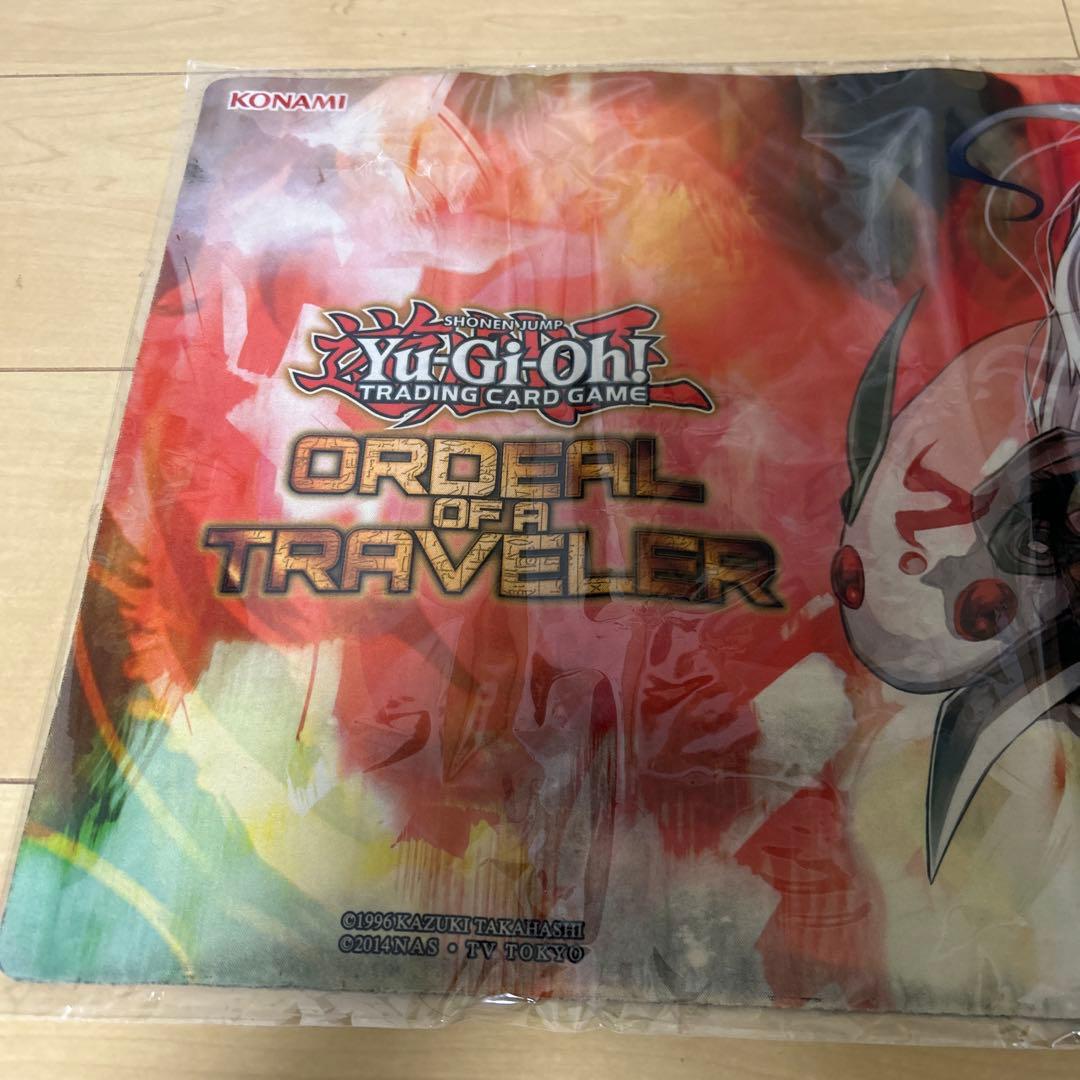 KONAMI
SHONEN JUMP
Yu-Gi-Oh!
TRADING CARD GAME
ORDEAL
OF A
TRAVELER
©1996 KAZUKI TAKAHASHI
©2014 NAS・TV TOKYO